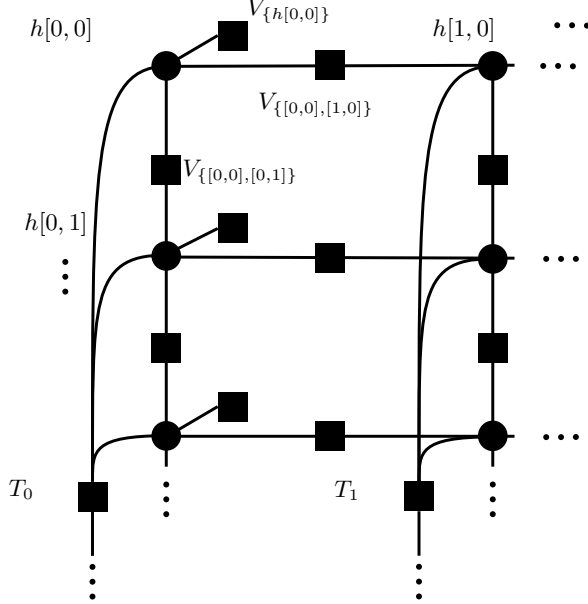 V_{\{h[0,0]\}}
h[0, 0]
h[1, 0]
V_{\{[0,0],[1,0]\}}
V_{\{[0,0],[0,1]\}}
h[0, 1]
T_0
T_1